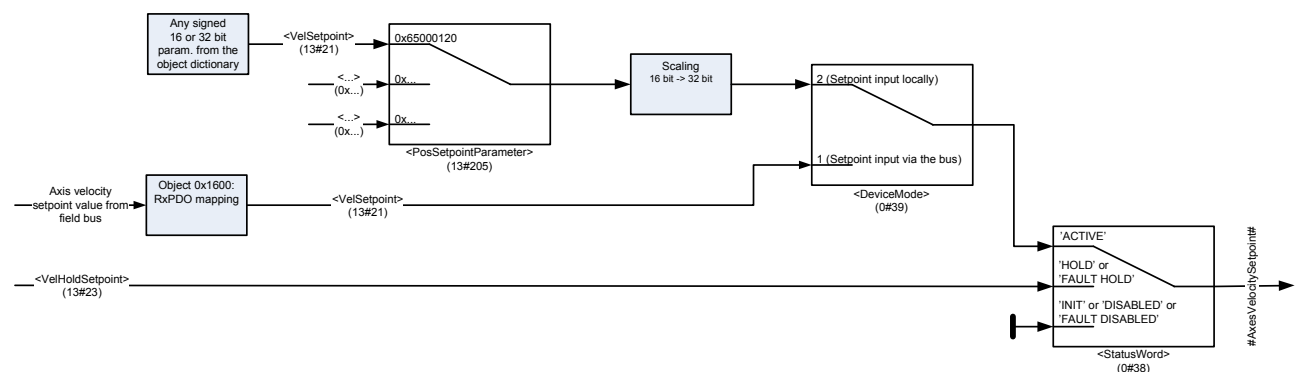 Any signed
16 or 32 bit
param. from the
object dictionary
<VelSetpoint>
(13#21)
0x65000120
<...>
(0x...)
0x...
<...>
(0x...)
0x...
<PosSetpointParameter>
(13#205)
Scaling
16 bit -> 32 bit
2 (Setpoint input locally)
1 (Setpoint input via the bus)
<DeviceMode>
(0#39)
Axis velocity
setpoint value from
field bus
Object 0x1600:
RxPDO mapping
<VelSetpoint>
(13#21)
<VelHoldSetpoint>
(13#23)
'ACTIVE'
'HOLD' or
'FAULT HOLD'
'INIT' or 'DISABLED' or
'FAULT DISABLED'
<StatusWord>
(0#38)
#AxesVelocitySetpoint#